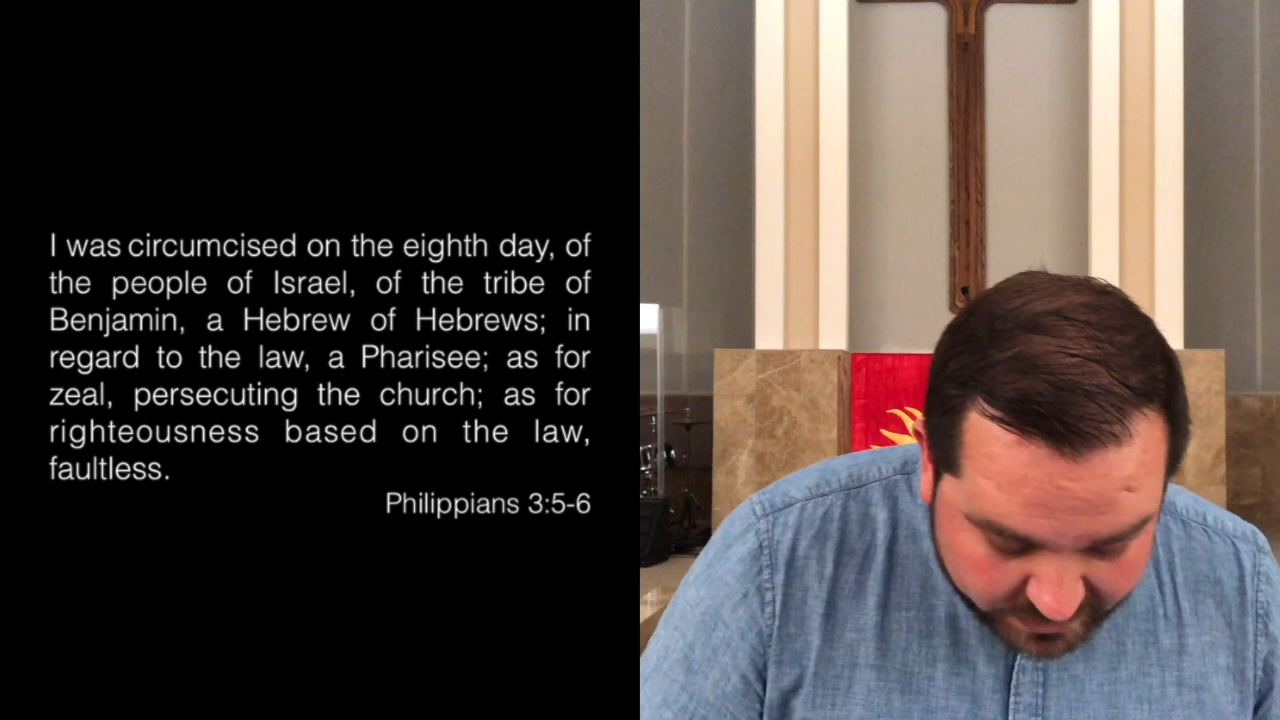 I was circumcised on the eighth day, of
the people of Israel, of the tribe of
Benjamin, a Hebrew of Hebrews; in
regard to the law, a Pharisee; as for
zeal, persecuting the church; as for
righteousness based on the law,
faultless.
Philippians 3:5-6